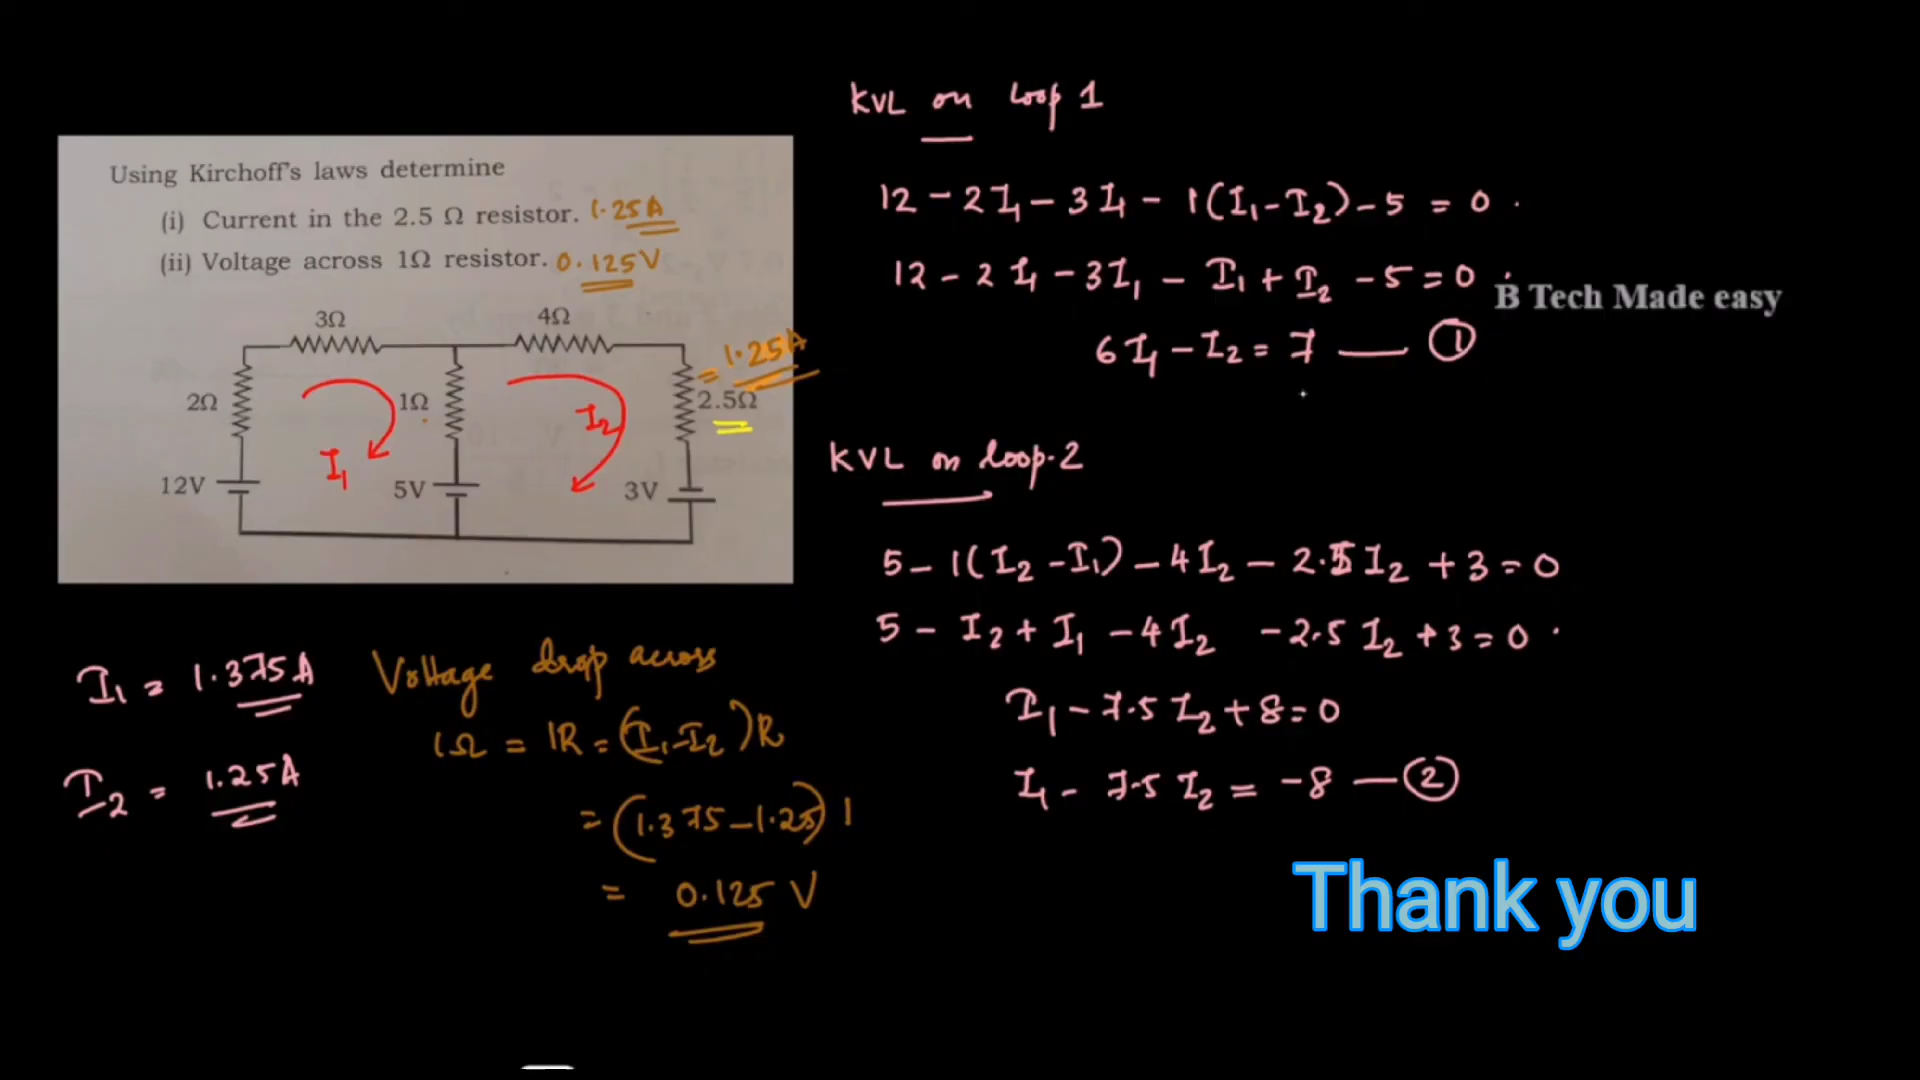 Using Kirchoff's laws determine
(i) Current in the 2.5 Ω resistor. 1.25A
(ii) Voltage across 1Ω resistor. 0.125V
3Ω
4Ω
= 1.25A
2Ω
1Ω
I₂
2.5Ω
I₁
12V
5V
3V
I₁ = 1.375A
I₂ = 1.25A
Voltage drop across
1Ω = IR = (I₁-I₂)R
= (1.375-1.25) 1
= 0.125 V
KVL on loop 1
12 - 2I₁ - 3I₁ - 1(I₁-I₂) - 5 = 0 .
12 - 2I₁ - 3I₁ - I₁ + I₂ - 5 = 0 .
B Tech Made easy
6I₁ - I₂ = 7 — ①
KVL on loop-2
5 - 1(I₂ - I₁) - 4I₂ - 2.5I₂ + 3 = 0
5 - I₂ + I₁ - 4I₂ - 2.5 I₂ + 3 = 0 .
I₁ - 7.5 I₂ + 8 = 0
I₁ - 7.5 I₂ = -8 — ②
Thank you